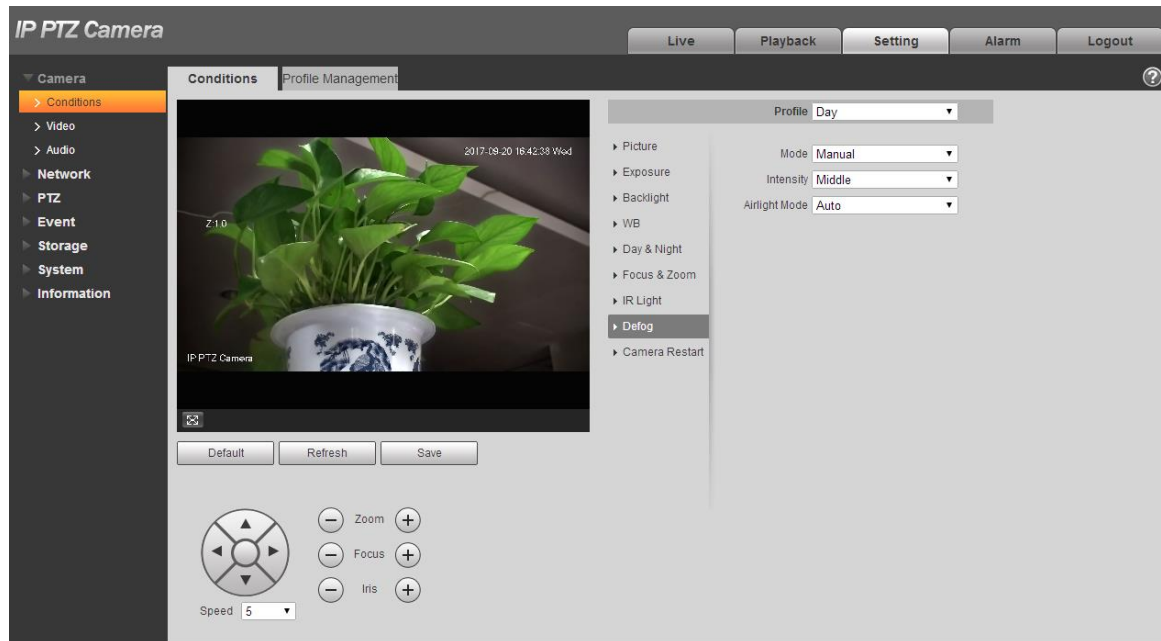 IP PTZ Camera
Live
Playback
Setting
Alarm
Logout
Camera
Conditions
Video
Audio
Network
PTZ
Event
Storage
System
Information
Conditions
Profile Management
?
2017-09-20 16:42:38 Wed
Z:1.0
IP PTZ Camera
Default
Refresh
Save
Zoom
Focus
Iris
Speed 5
Profile Day
Picture
Exposure
Backlight
WB
Day & Night
Focus & Zoom
IR Light
Defog
Camera Restart
Mode Manual
Intensity Middle
Airlight Mode Auto